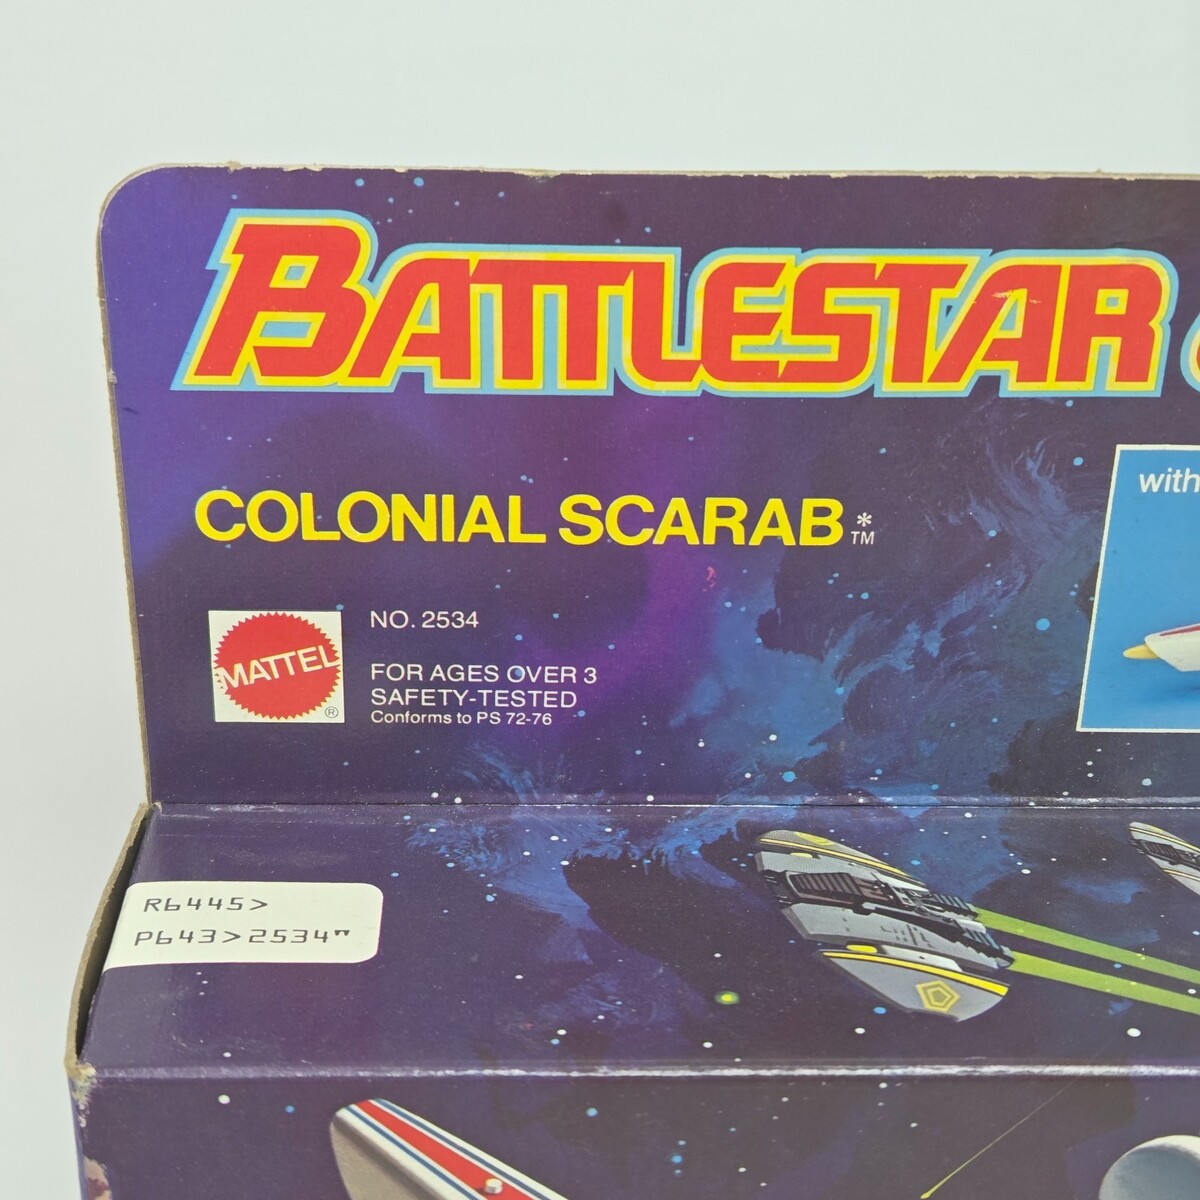 BATTLESTAR
COLONIAL SCARAB*™
with
MATTEL®
NO. 2534
FOR AGES OVER 3
SAFETY-TESTED
Conforms to PS 72-76
R6445>
P643>2534"